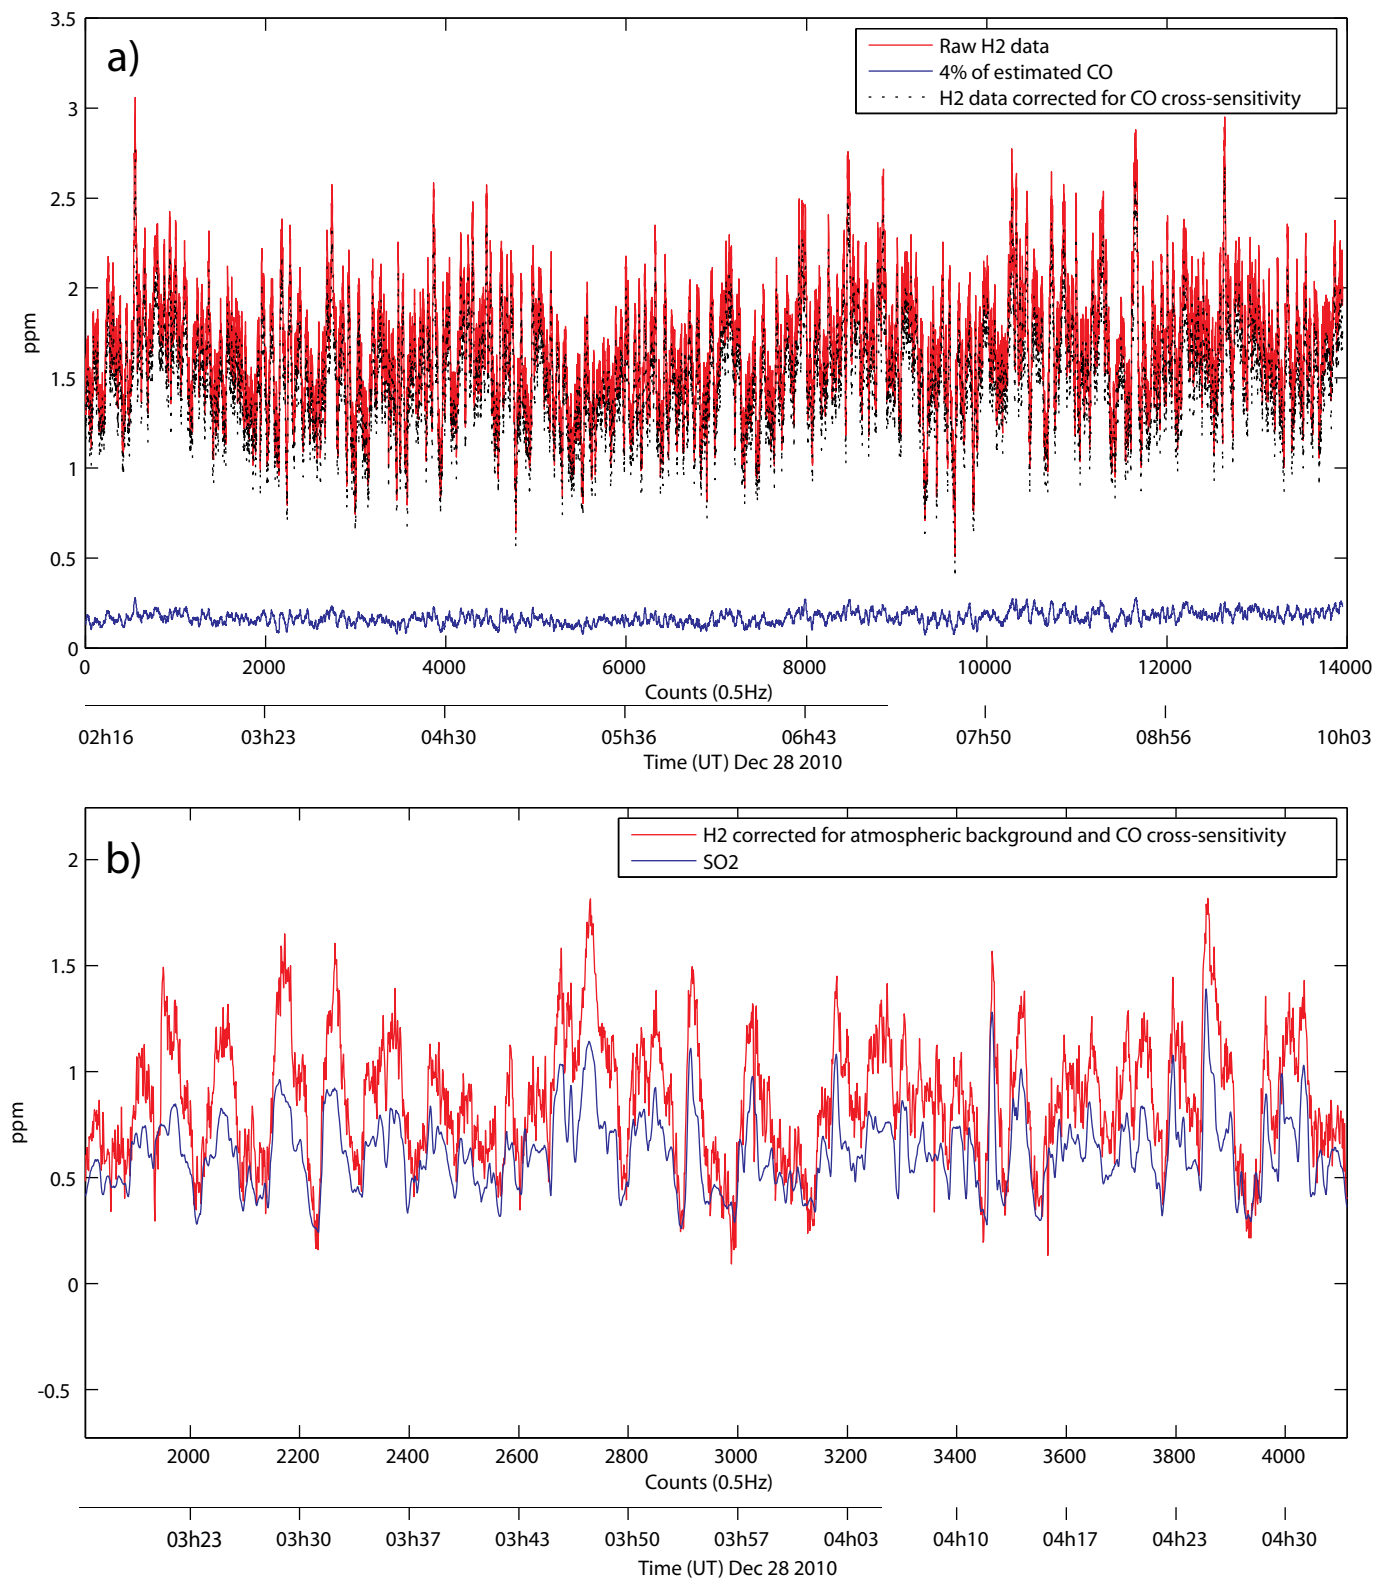 3.5
a)
Raw H2 data
4% of estimated CO
H2 data corrected for CO cross-sensitivity
3
2.5
2
ppm
1.5
1
0.5
0
0 2000 4000 6000 8000 10000 12000 14000
Counts (0.5Hz)
02h16 03h23 04h30 05h36 06h43 07h50 08h56 10h03
Time (UT) Dec 28 2010
b)
H2 corrected for atmospheric background and CO cross-sensitivity
SO2
2
1.5
1
ppm
0.5
0
-0.5
2000 2200 2400 2600 2800 3000 3200 3400 3600 3800 4000
Counts (0.5Hz)
03h23 03h30 03h37 03h43 03h50 03h57 04h03 04h10 04h17 04h23 04h30
Time (UT) Dec 28 2010